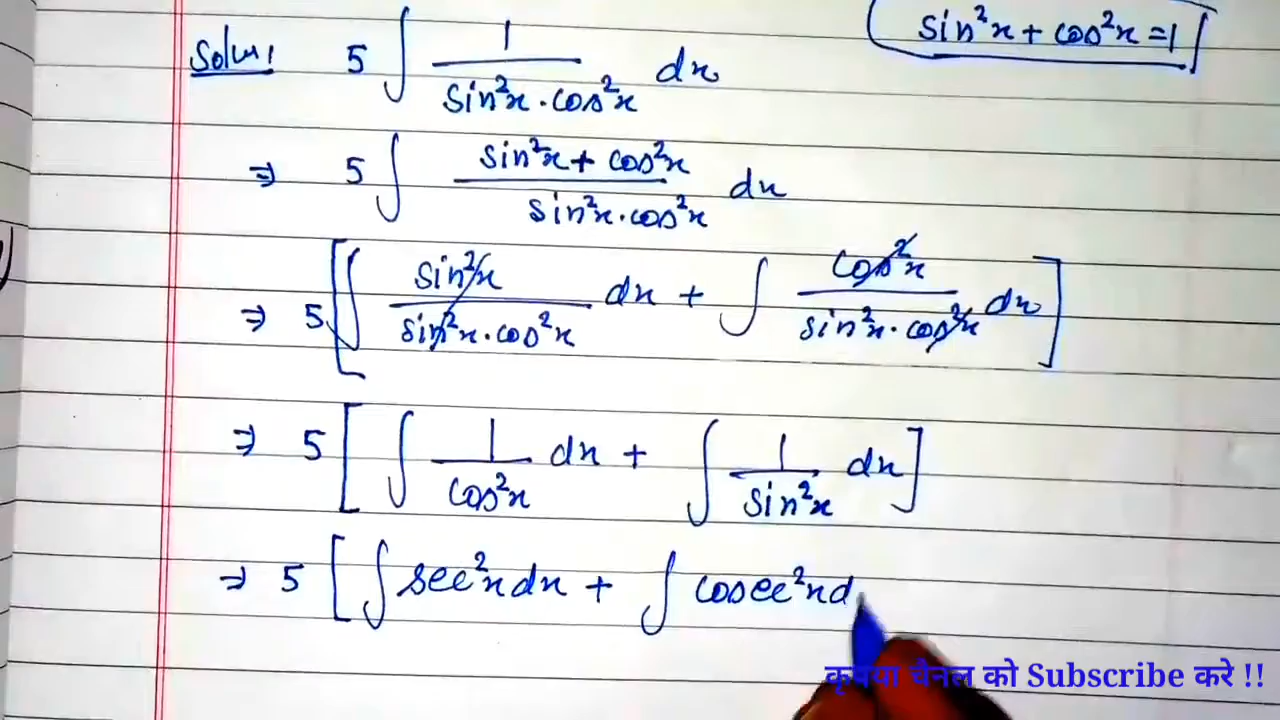 sin²x + cos²x = 1
Soln: 5 ∫ 1/(sin²x · cos²x) dx
⇒ 5 ∫ (sin²x + cos²x)/(sin²x · cos²x) dx
⇒ 5 [∫ sin²x/(sin²x · cos²x) dx + ∫ cos²x/(sin²x · cos²x) dx]
⇒ 5 [∫ 1/cos²x dx + ∫ 1/sin²x dx]
⇒ 5 [∫ sec²x dx + ∫ cosec²x d
कृपया चैनल को Subscribe करे !!